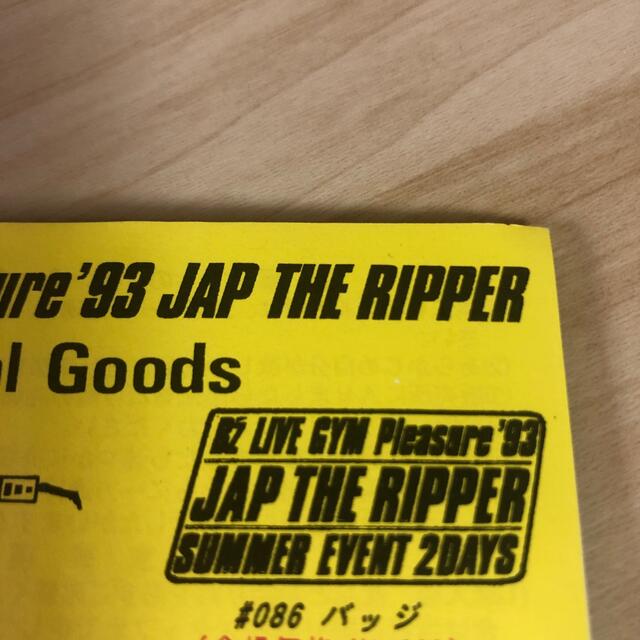 ure'93 JAP THE RIPPER
l Goods
B'z LIVE GYM Pleasure'93
JAP THE RIPPER
SUMMER EVENT 2DAYS
#086 バッジ